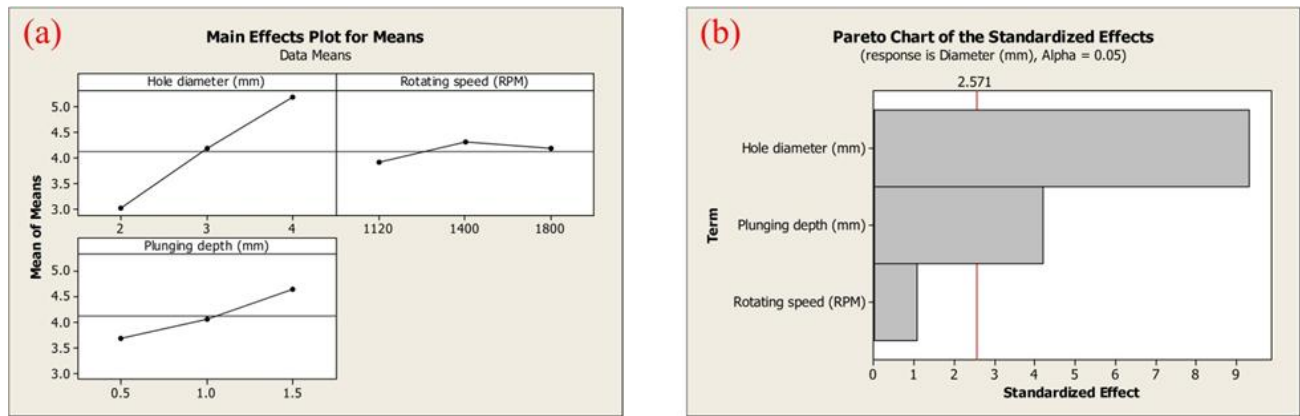 (a)
Main Effects Plot for Means
Data Means
Hole diameter (mm) Rotating speed (RPM)
5.0
4.5
4.0
3.5
3.0
2 3 4 1120 1400 1800
Plunging depth (mm)
5.0
4.5
4.0
3.5
3.0
0.5 1.0 1.5
Mean of Means
(b)
Pareto Chart of the Standardized Effects
(response is Diameter (mm), Alpha = 0.05)
2.571
Hole diameter (mm)
Plunging depth (mm)
Rotating speed (RPM)
Term
0 1 2 3 4 5 6 7 8 9
Standardized Effect